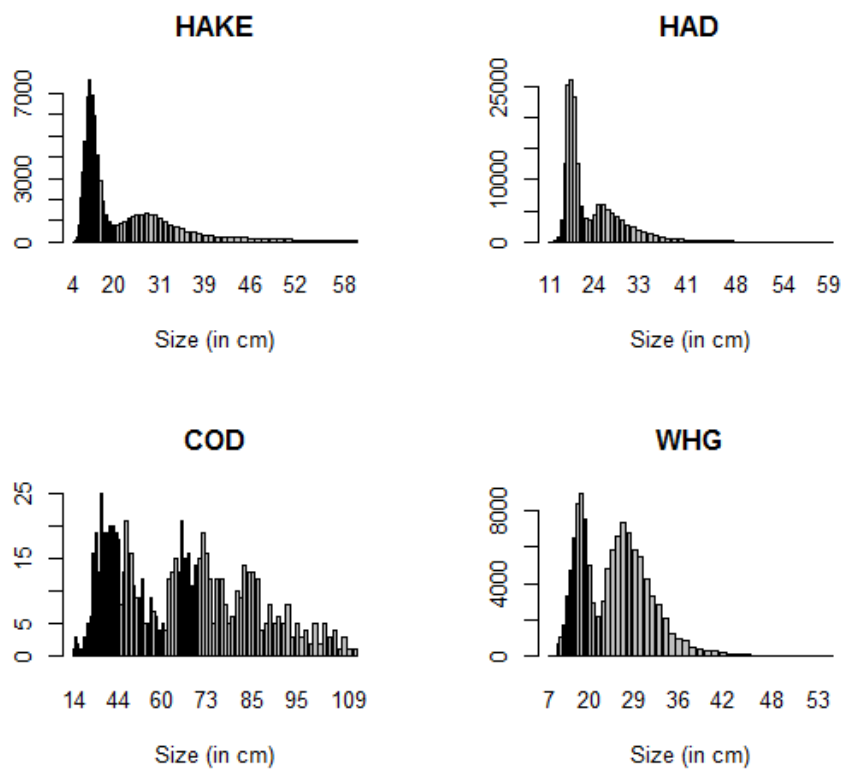 HAKE
7000
3000
0
4 20 31 39 46 52 58
Size (in cm)
HAD
25000
10000
0
11 24 33 41 48 54 59
Size (in cm)
COD
25
15
5
0
14 44 60 73 85 95 109
Size (in cm)
WHG
8000
4000
0
7 20 29 36 42 48 53
Size (in cm)